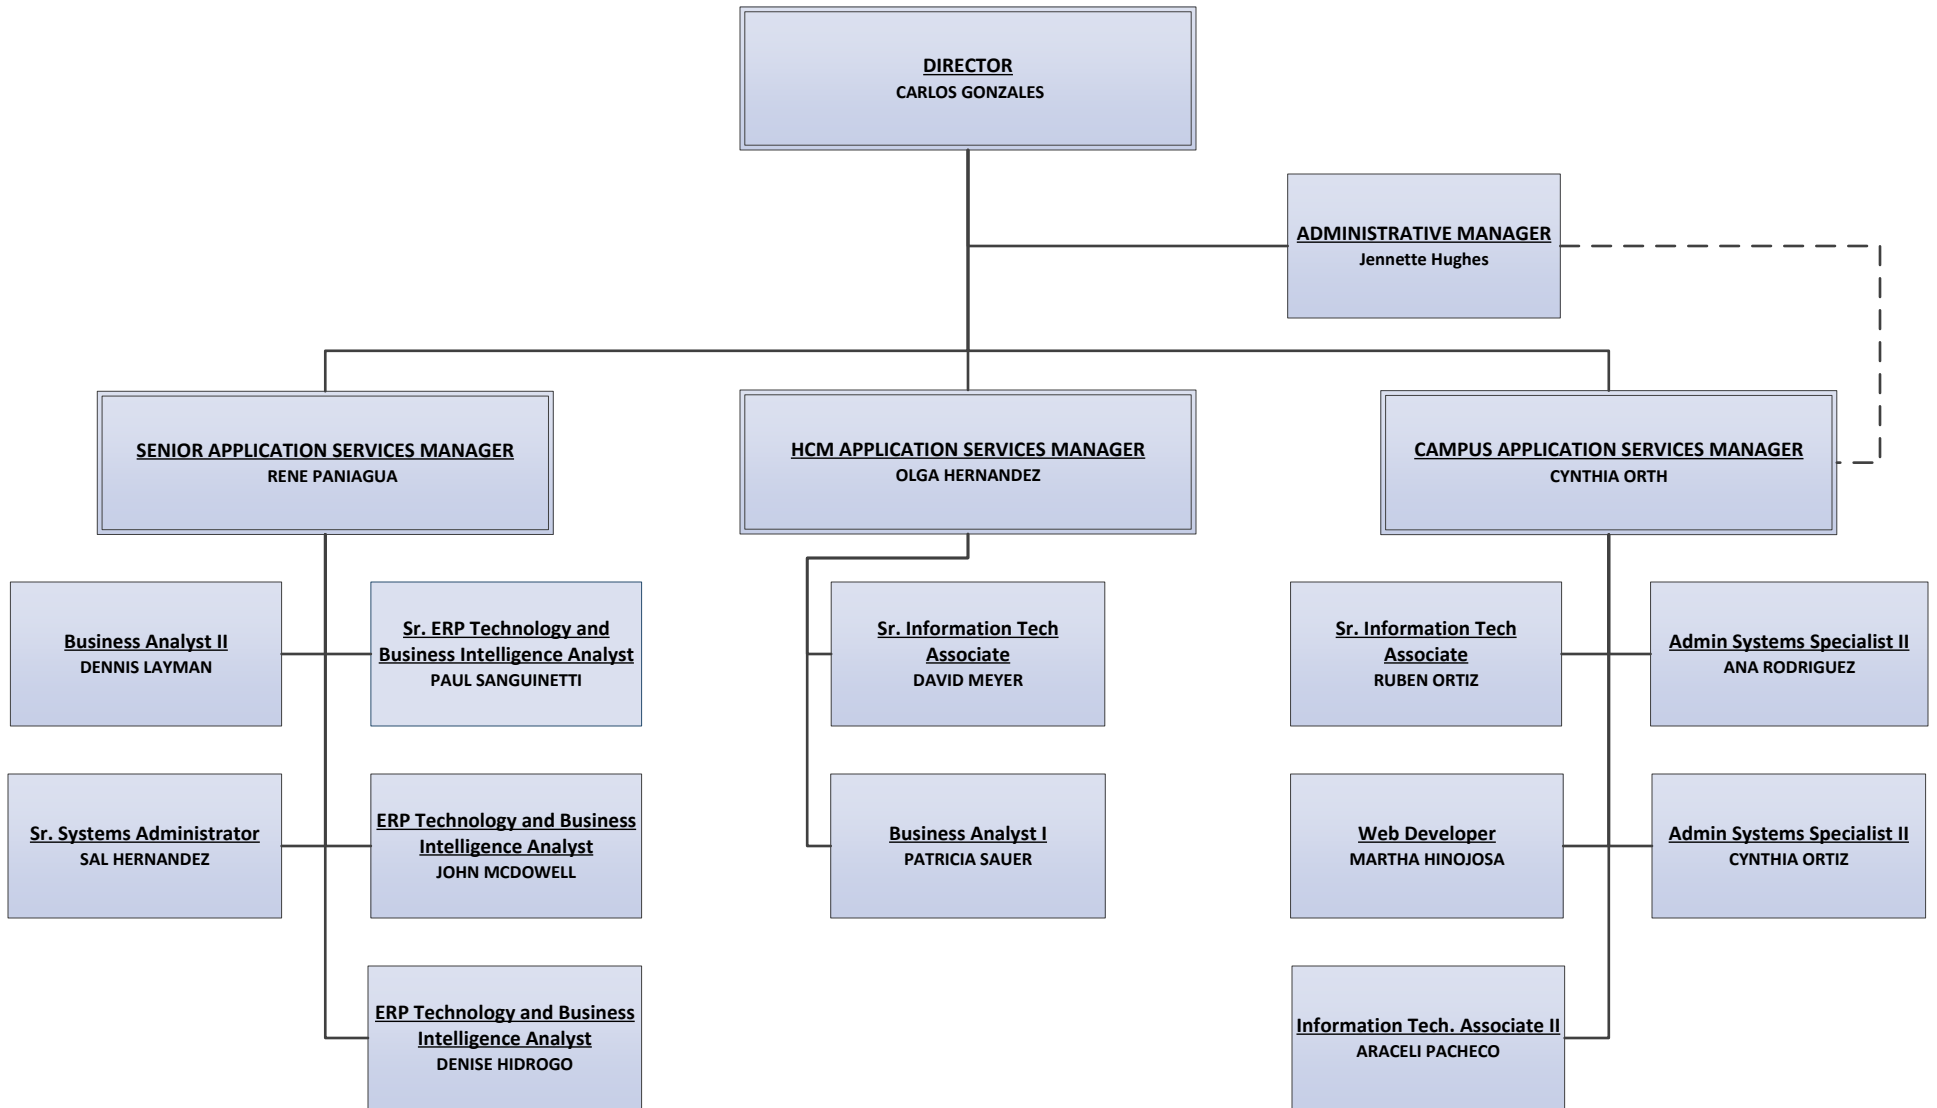 DIRECTOR
CARLOS GONZALES
ADMINISTRATIVE MANAGER
Jennette Hughes
SENIOR APPLICATION SERVICES MANAGER
RENE PANIAGUA
HCM APPLICATION SERVICES MANAGER
OLGA HERNANDEZ
CAMPUS APPLICATION SERVICES MANAGER
CYNTHIA ORTH
Business Analyst II
DENNIS LAYMAN
Sr. ERP Technology and
Business Intelligence Analyst
PAUL SANGUINETTI
Sr. Information Tech
Associate
DAVID MEYER
Sr. Information Tech
Associate
RUBEN ORTIZ
Admin Systems Specialist II
ANA RODRIGUEZ
Sr. Systems Administrator
SAL HERNANDEZ
ERP Technology and Business
Intelligence Analyst
JOHN MCDOWELL
Business Analyst I
PATRICIA SAUER
Web Developer
MARTHA HINOJOSA
Admin Systems Specialist II
CYNTHIA ORTIZ
ERP Technology and Business
Intelligence Analyst
DENISE HIDROGO
Information Tech. Associate II
ARACELI PACHECO